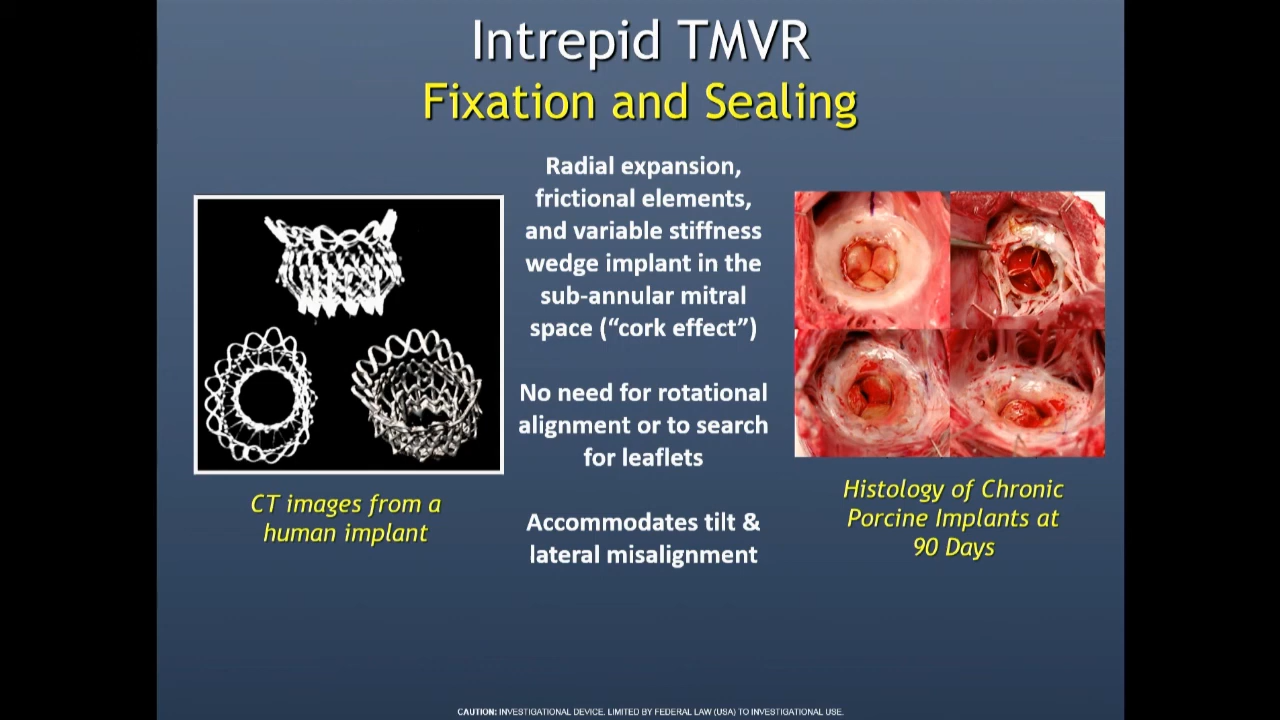 Intrepid TMVR
Fixation and Sealing
Radial expansion,
frictional elements,
and variable stiffness
wedge implant in the
sub-annular mitral
space (“cork effect”)
No need for rotational
alignment or to search
for leaflets
Accommodates tilt &
lateral misalignment
CT images from a
human implant
Histology of Chronic
Porcine Implants at
90 Days
CAUTION: INVESTIGATIONAL DEVICE. LIMITED BY FEDERAL LAW (USA) TO INVESTIGATIONAL USE.